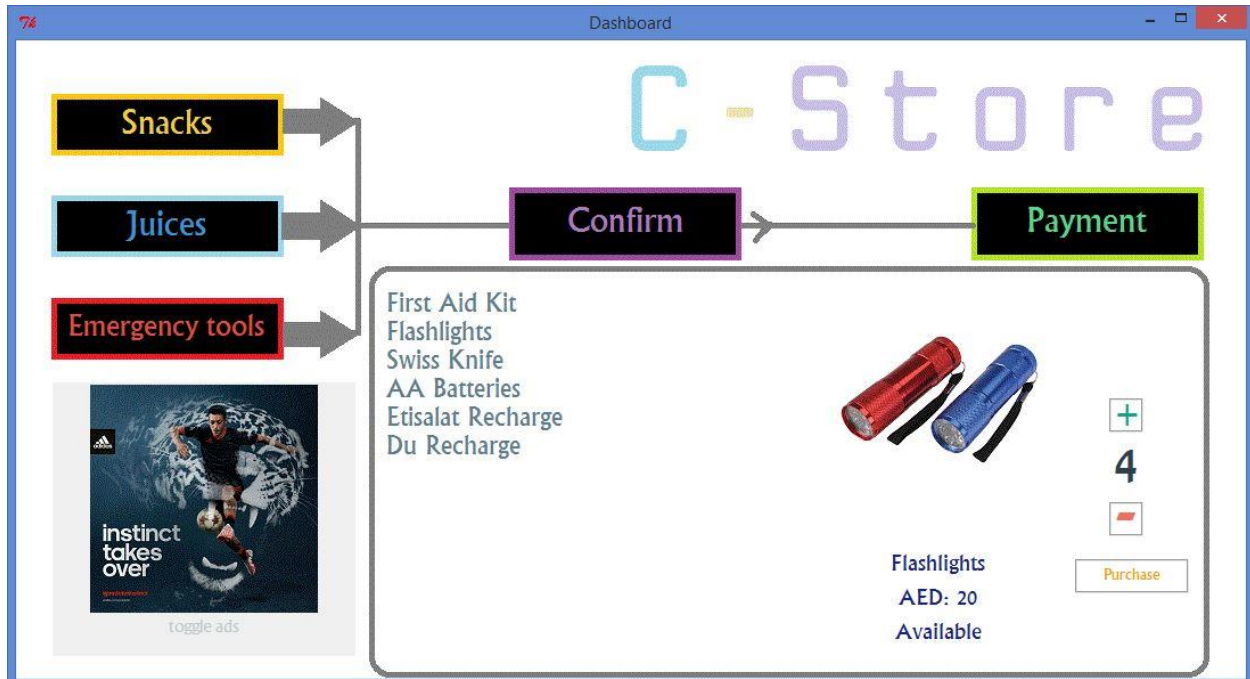 Dashboard
C-Store
Snacks
Juices
Emergency tools
Confirm
Payment
First Aid Kit
Flashlights
Swiss Knife
AA Batteries
Etisalat Recharge
Du Recharge
+
4
-
Flashlights
AED: 20
Available
Purchase
adidas
instinct
takes
over
toggle ads